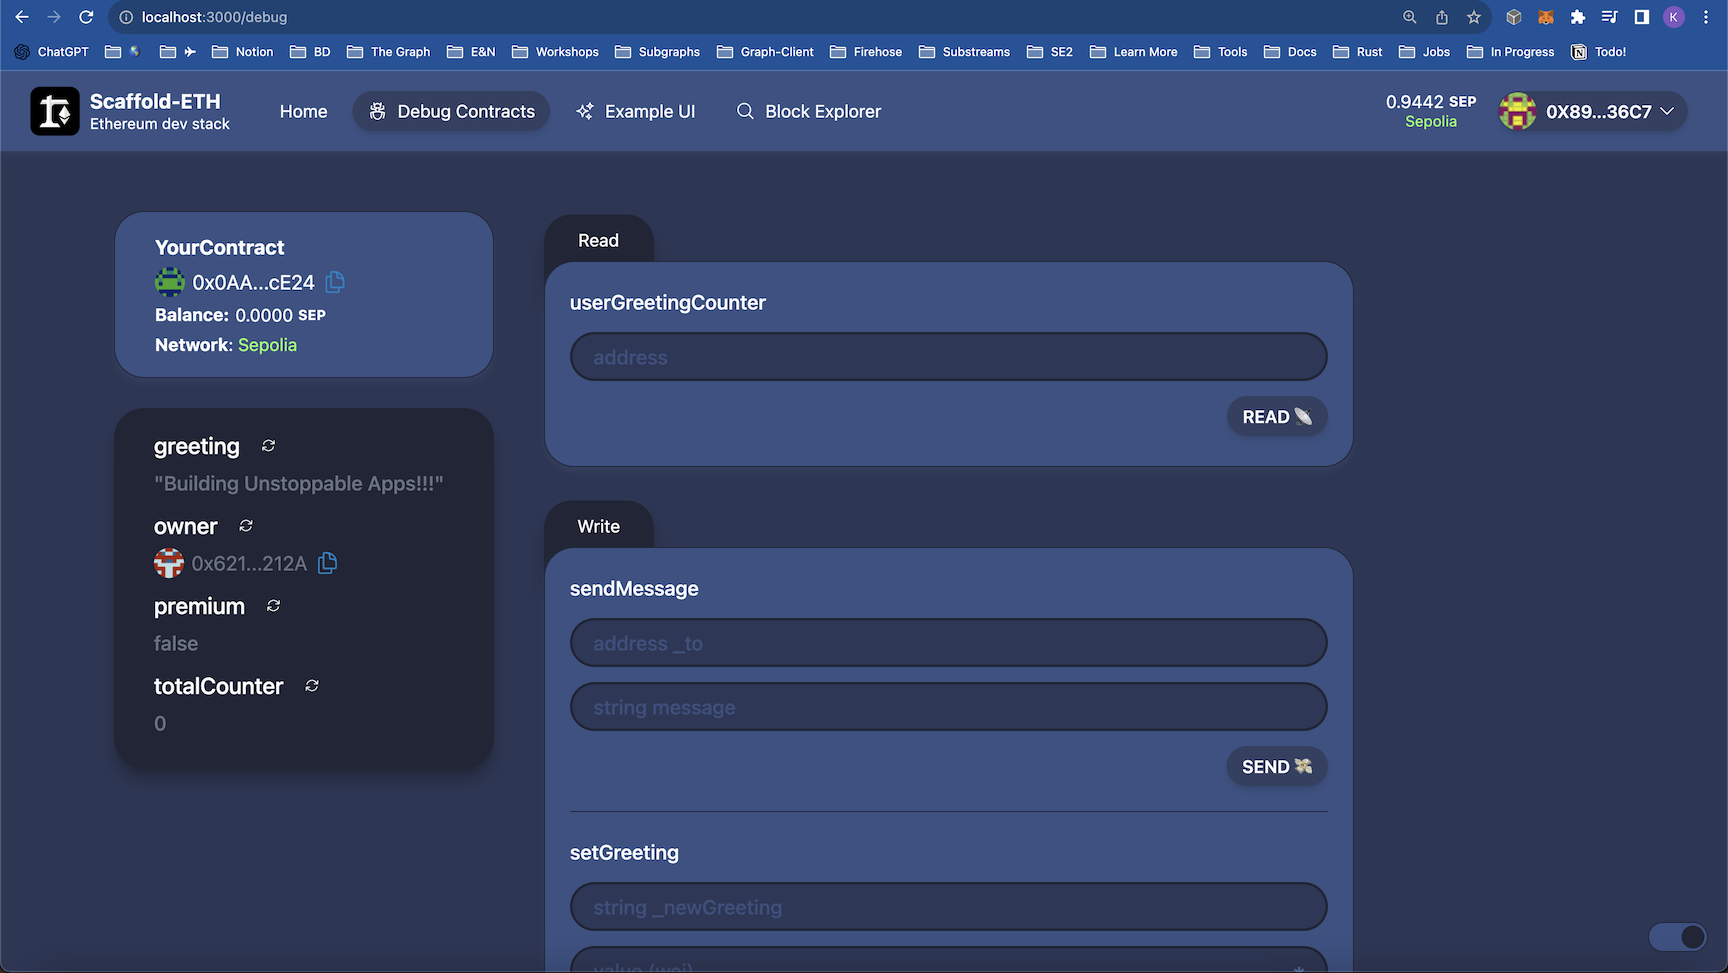 localhost:3000/debug
K
ChatGPT Notion BD The Graph E&N Workshops Subgraphs Graph-Client Firehose Substreams SE2 Learn More Tools Docs Rust Jobs In Progress Todo!
Scaffold-ETH
Ethereum dev stack
Home Debug Contracts Example UI Block Explorer
0.9442 SEP
Sepolia
0X89...36C7
YourContract
0x0AA...cE24
Balance: 0.0000 SEP
Network: Sepolia
greeting
"Building Unstoppable Apps!!!"
owner
0x621...212A
premium
false
totalCounter
0
Read
userGreetingCounter
address
READ
Write
sendMessage
address _to
string message
SEND
setGreeting
string _newGreeting
value (wei)
*